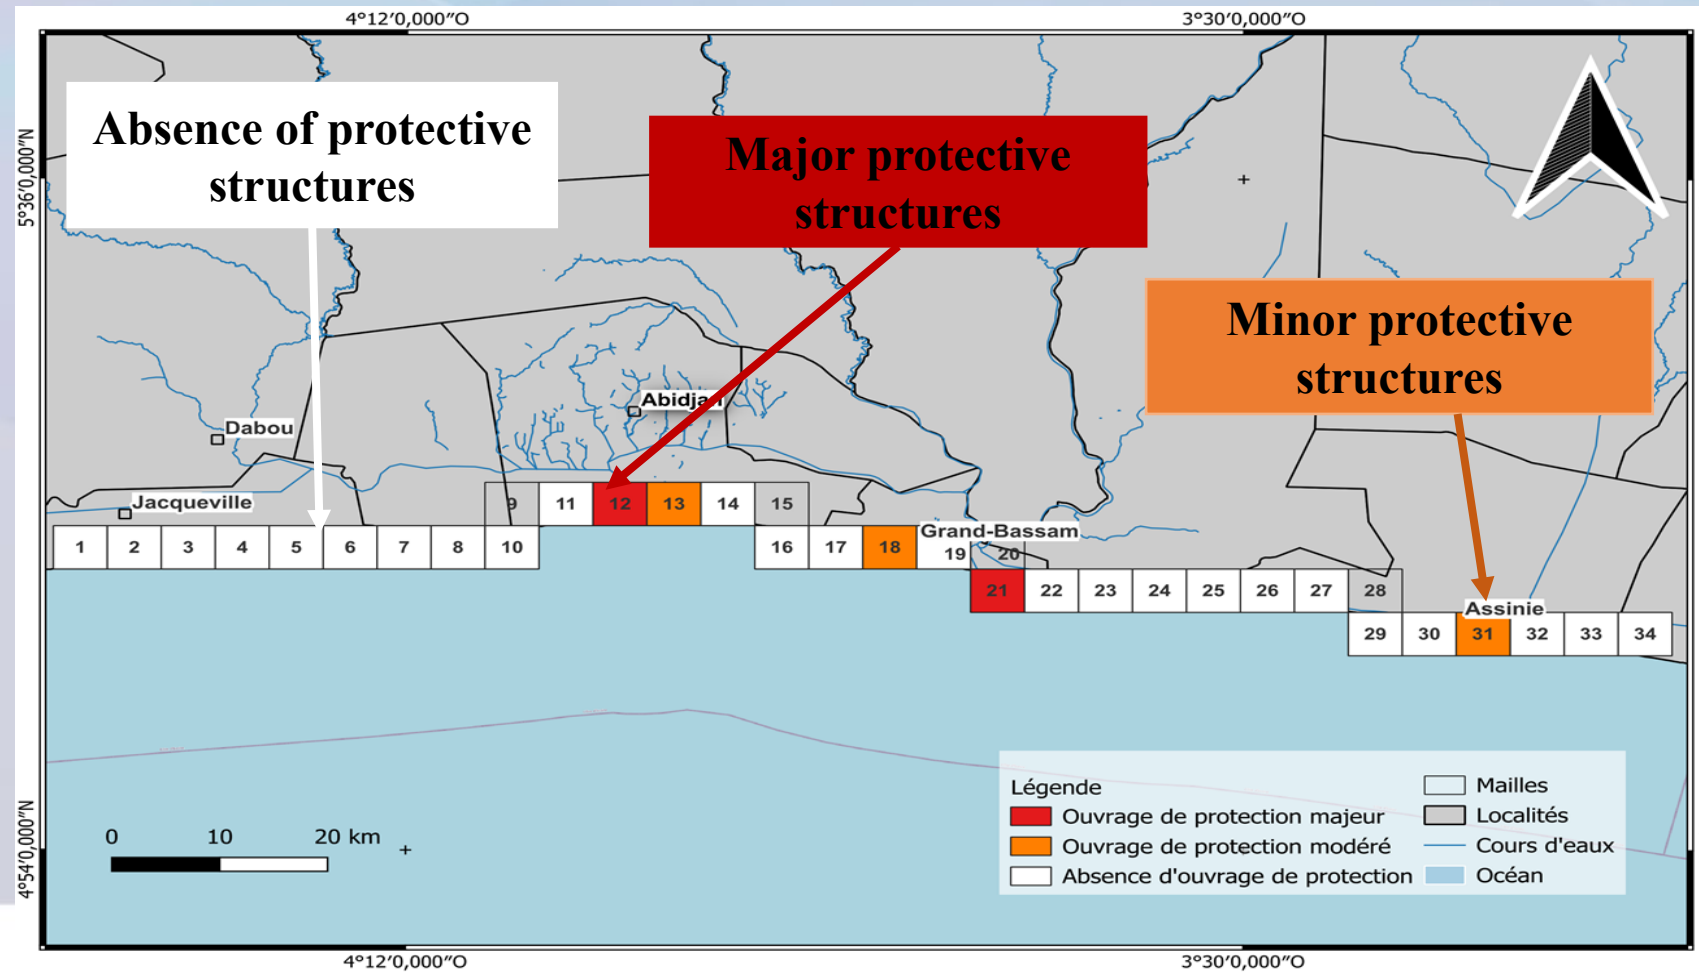 4°12'0,000"O
3°30'0,000"O
5°36'0,000"N
4°54'0,000"N
Absence of protective
structures
Major protective
structures
Minor protective
structures
Abidjan
Dabou
Jacqueville
Grand-Bassam
Assinie
9
11
12
13
14
15
1
2
3
4
5
6
7
8
10
16
17
18
19
20
21
22
23
24
25
26
27
28
29
30
31
32
33
34
0 10 20 km
Légende
Ouvrage de protection majeur
Ouvrage de protection modéré
Absence d'ouvrage de protection
Mailles
Localités
Cours d'eaux
Océan
4°12'0,000"O
3°30'0,000"O